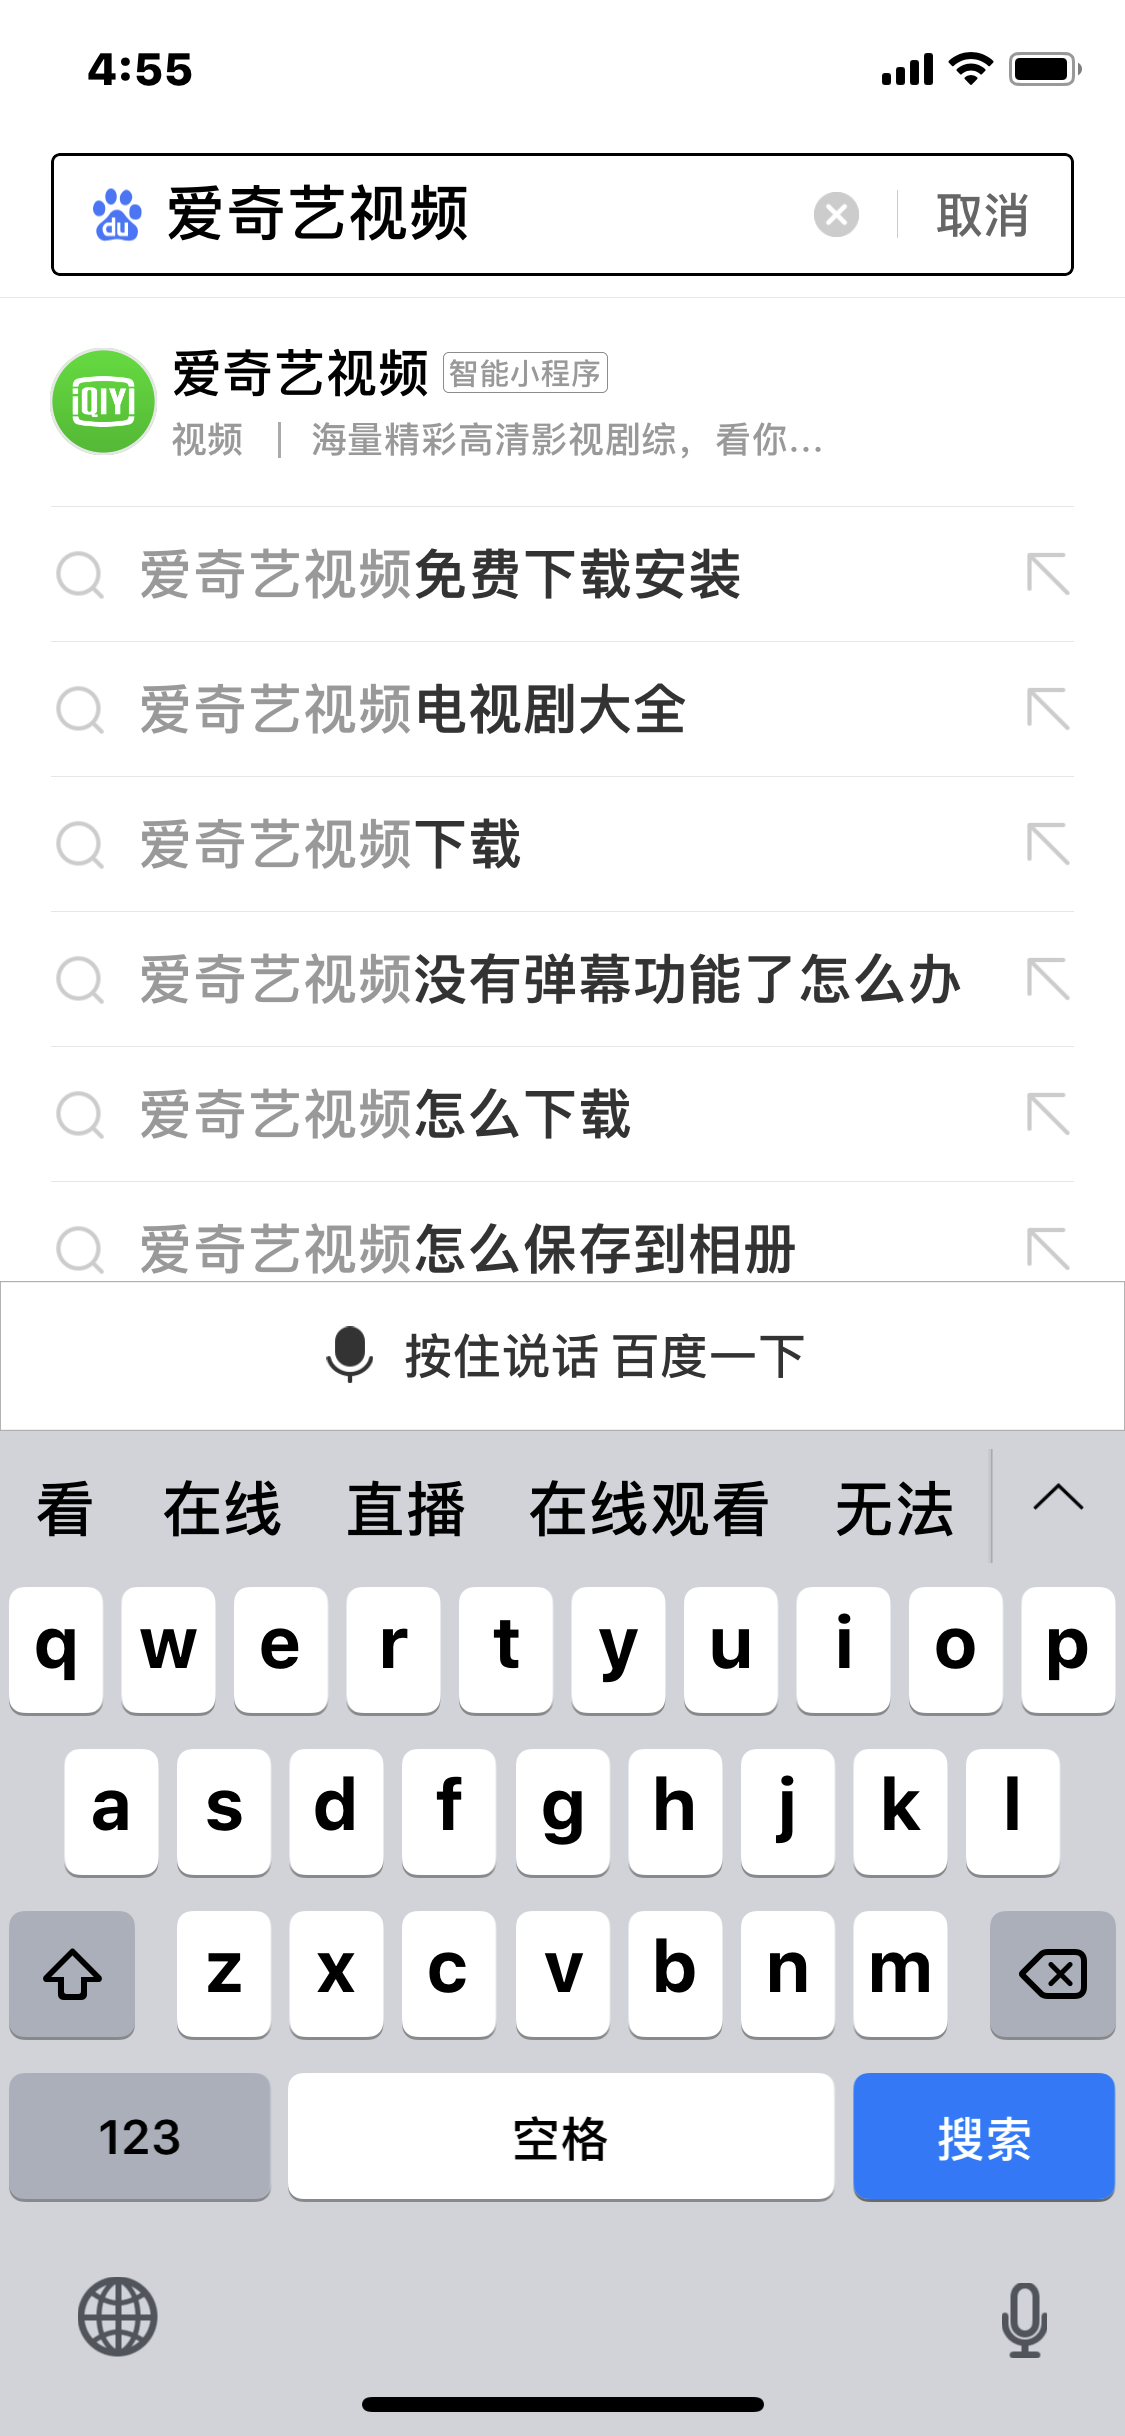 4:55
du 爱奇艺视频 取消
iQIYI 爱奇艺视频 智能小程序
视频 | 海量精彩高清影视剧综，看你...
爱奇艺视频免费下载安装
爱奇艺视频电视剧大全
爱奇艺视频下载
爱奇艺视频没有弹幕功能了怎么办
爱奇艺视频怎么下载
爱奇艺视频怎么保存到相册
按住说话 百度一下
看 在线 直播 在线观看 无法
q w e r t y u i o p
a s d f g h j k l
z x c v b n m
123 空格 搜索